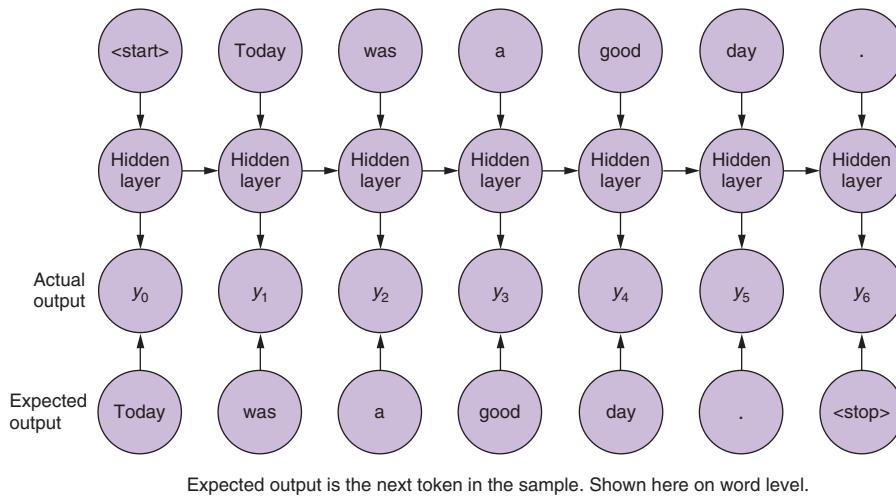 <start> Today was a good day .
Hidden layer Hidden layer Hidden layer Hidden layer Hidden layer Hidden layer Hidden layer
Actual output y0 y1 y2 y3 y4 y5 y6
Expected output Today was a good day . <stop>
Expected output is the next token in the sample. Shown here on word level.